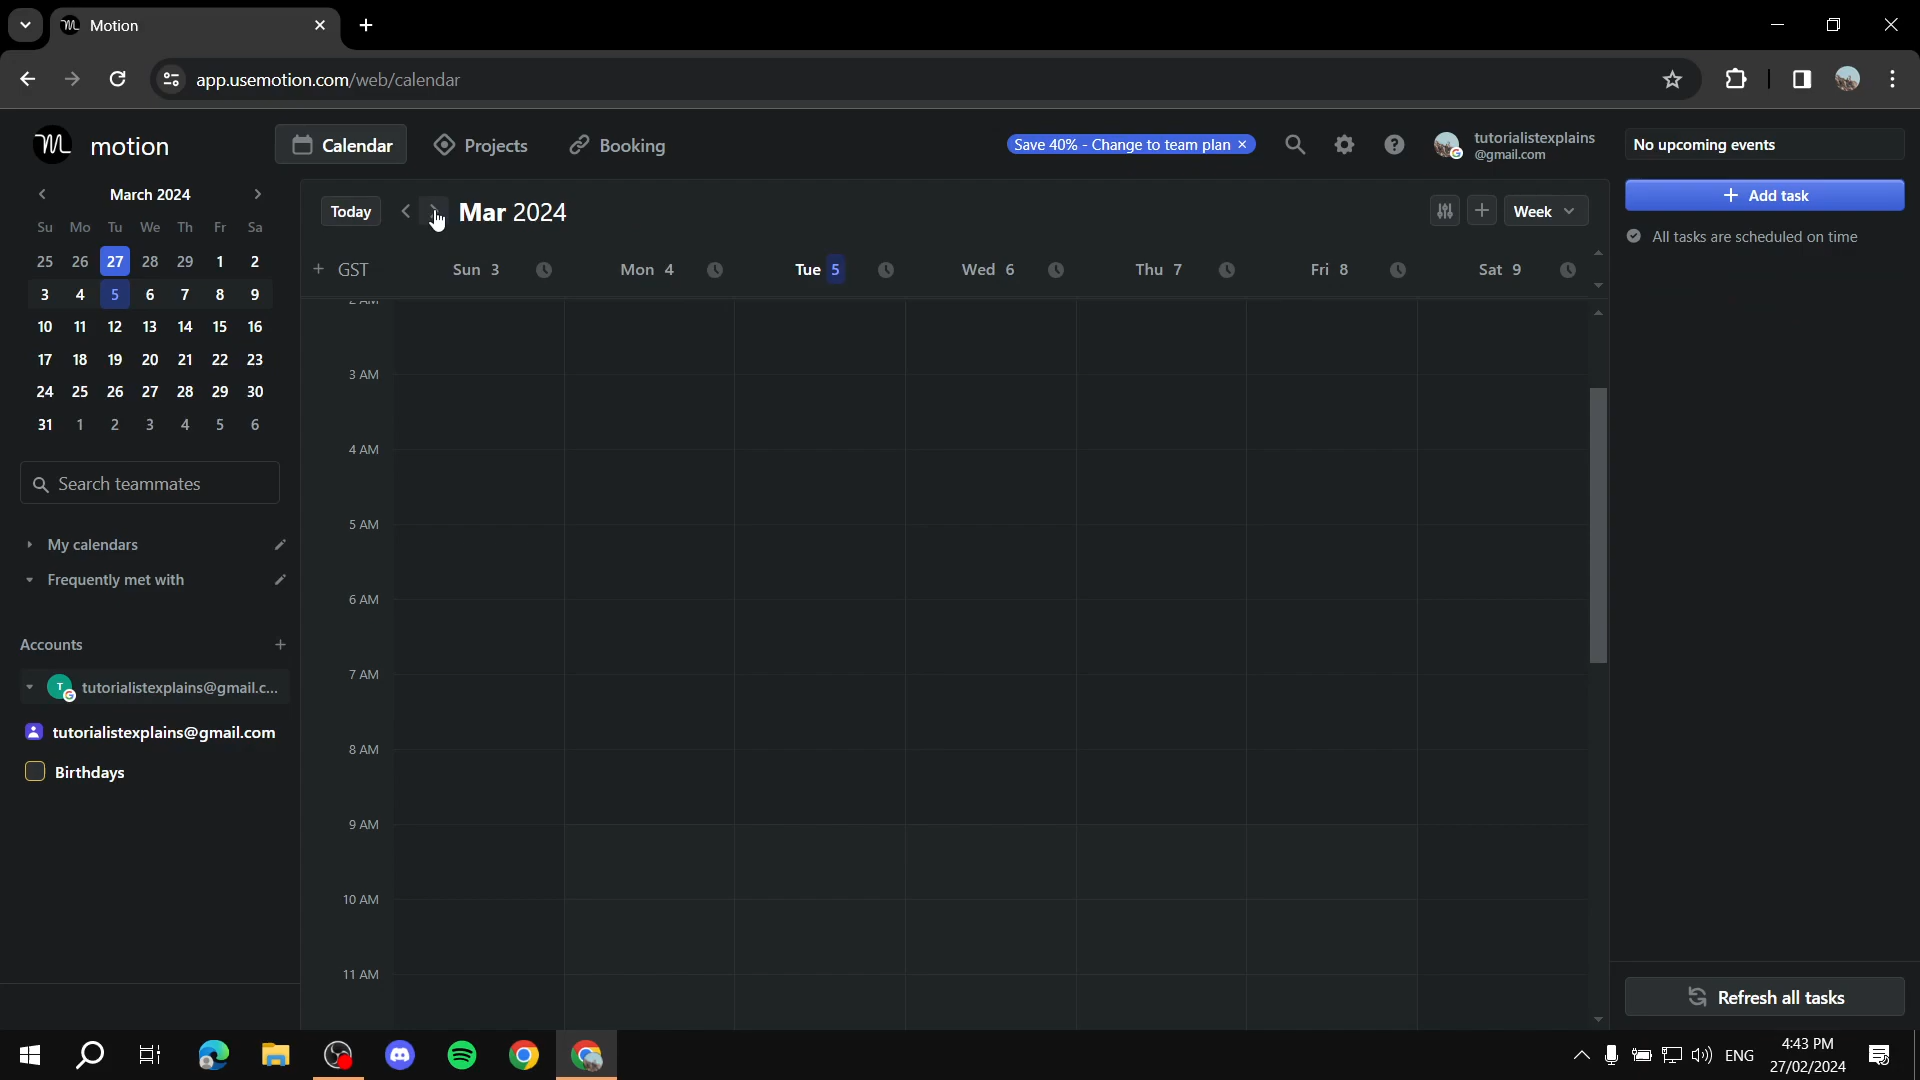 Motion
app.usemotion.com/web/calendar
motion
Calendar
Projects
Booking
Save 40% - Change to team plan ×
tutorialistexplains
@gmail.com
No upcoming events
March 2024
Su Mo Tu We Th Fr Sa
25 26 27 28 29 1 2
3 4 5 6 7 8 9
10 11 12 13 14 15 16
17 18 19 20 21 22 23
24 25 26 27 28 29 30
31 1 2 3 4 5 6
Search teammates
My calendars
Frequently met with
Accounts
T tutorialistexplains@gmail.c...
tutorialistexplains@gmail.com
Birthdays
Today
Mar 2024
Week
+ GST
Sun 3
Mon 4
Tue 5
Wed 6
Thu 7
Fri 8
Sat 9
3 AM
4 AM
5 AM
6 AM
7 AM
8 AM
9 AM
10 AM
11 AM
+ Add task
All tasks are scheduled on time
Refresh all tasks
ENG
4:43 PM
27/02/2024